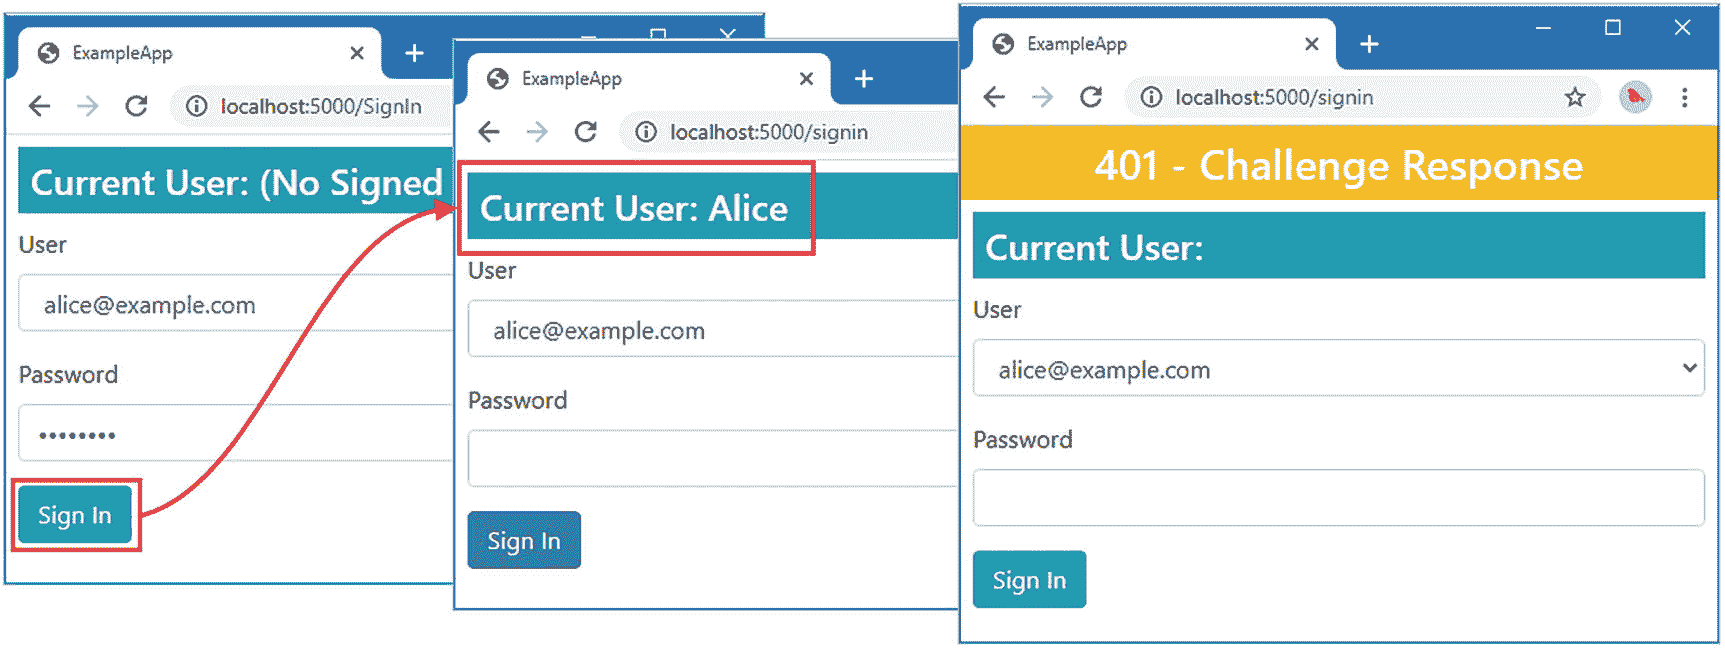 ExampleApp
localhost:5000/SignIn
Current User: (No Signed
User
alice@example.com
Password
Sign In
ExampleApp
localhost:5000/signin
Current User: Alice
User
alice@example.com
Password
Sign In
ExampleApp
localhost:5000/signin
401 - Challenge Response
Current User:
User
alice@example.com
Password
Sign In